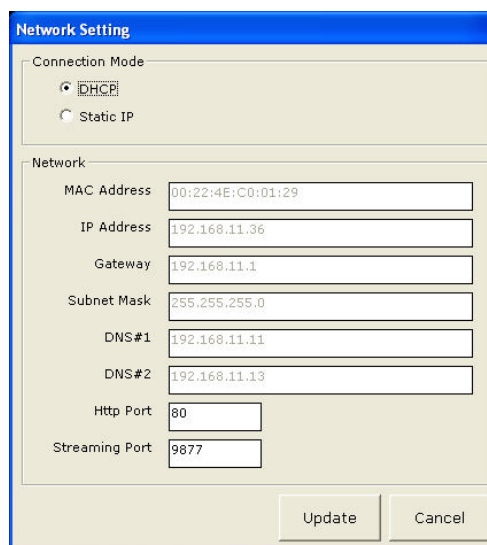 Network Setting
Connection Mode
DHCP
Static IP
Network
MAC Address 00:22:4E:C0:01:29
IP Address 192.168.11.36
Gateway 192.168.11.1
Subnet Mask 255.255.255.0
DNS#1 192.168.11.11
DNS#2 192.168.11.13
Http Port 80
Streaming Port 9877
Update Cancel